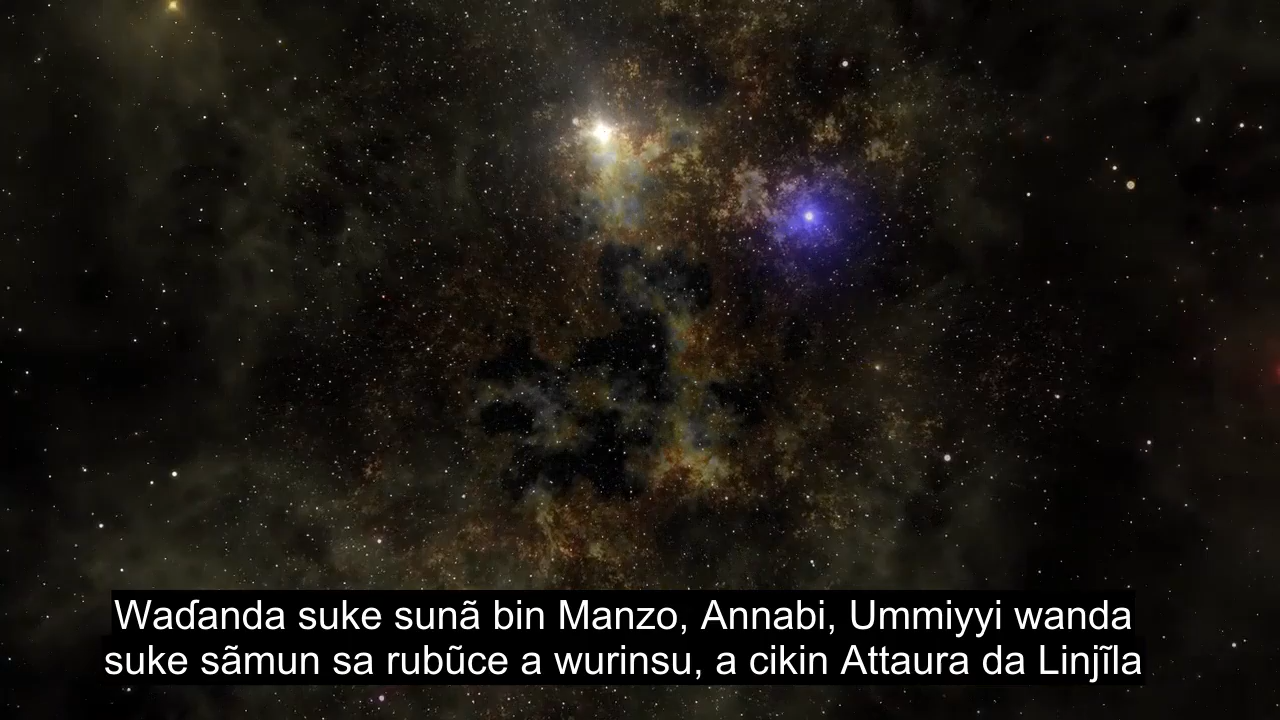 Waɗanda suke sunã bin Manzo, Annabi, Ummiyyi wanda
suke sãmun sa rubũce a wurinsu, a cikin Attaura da Linjĩla